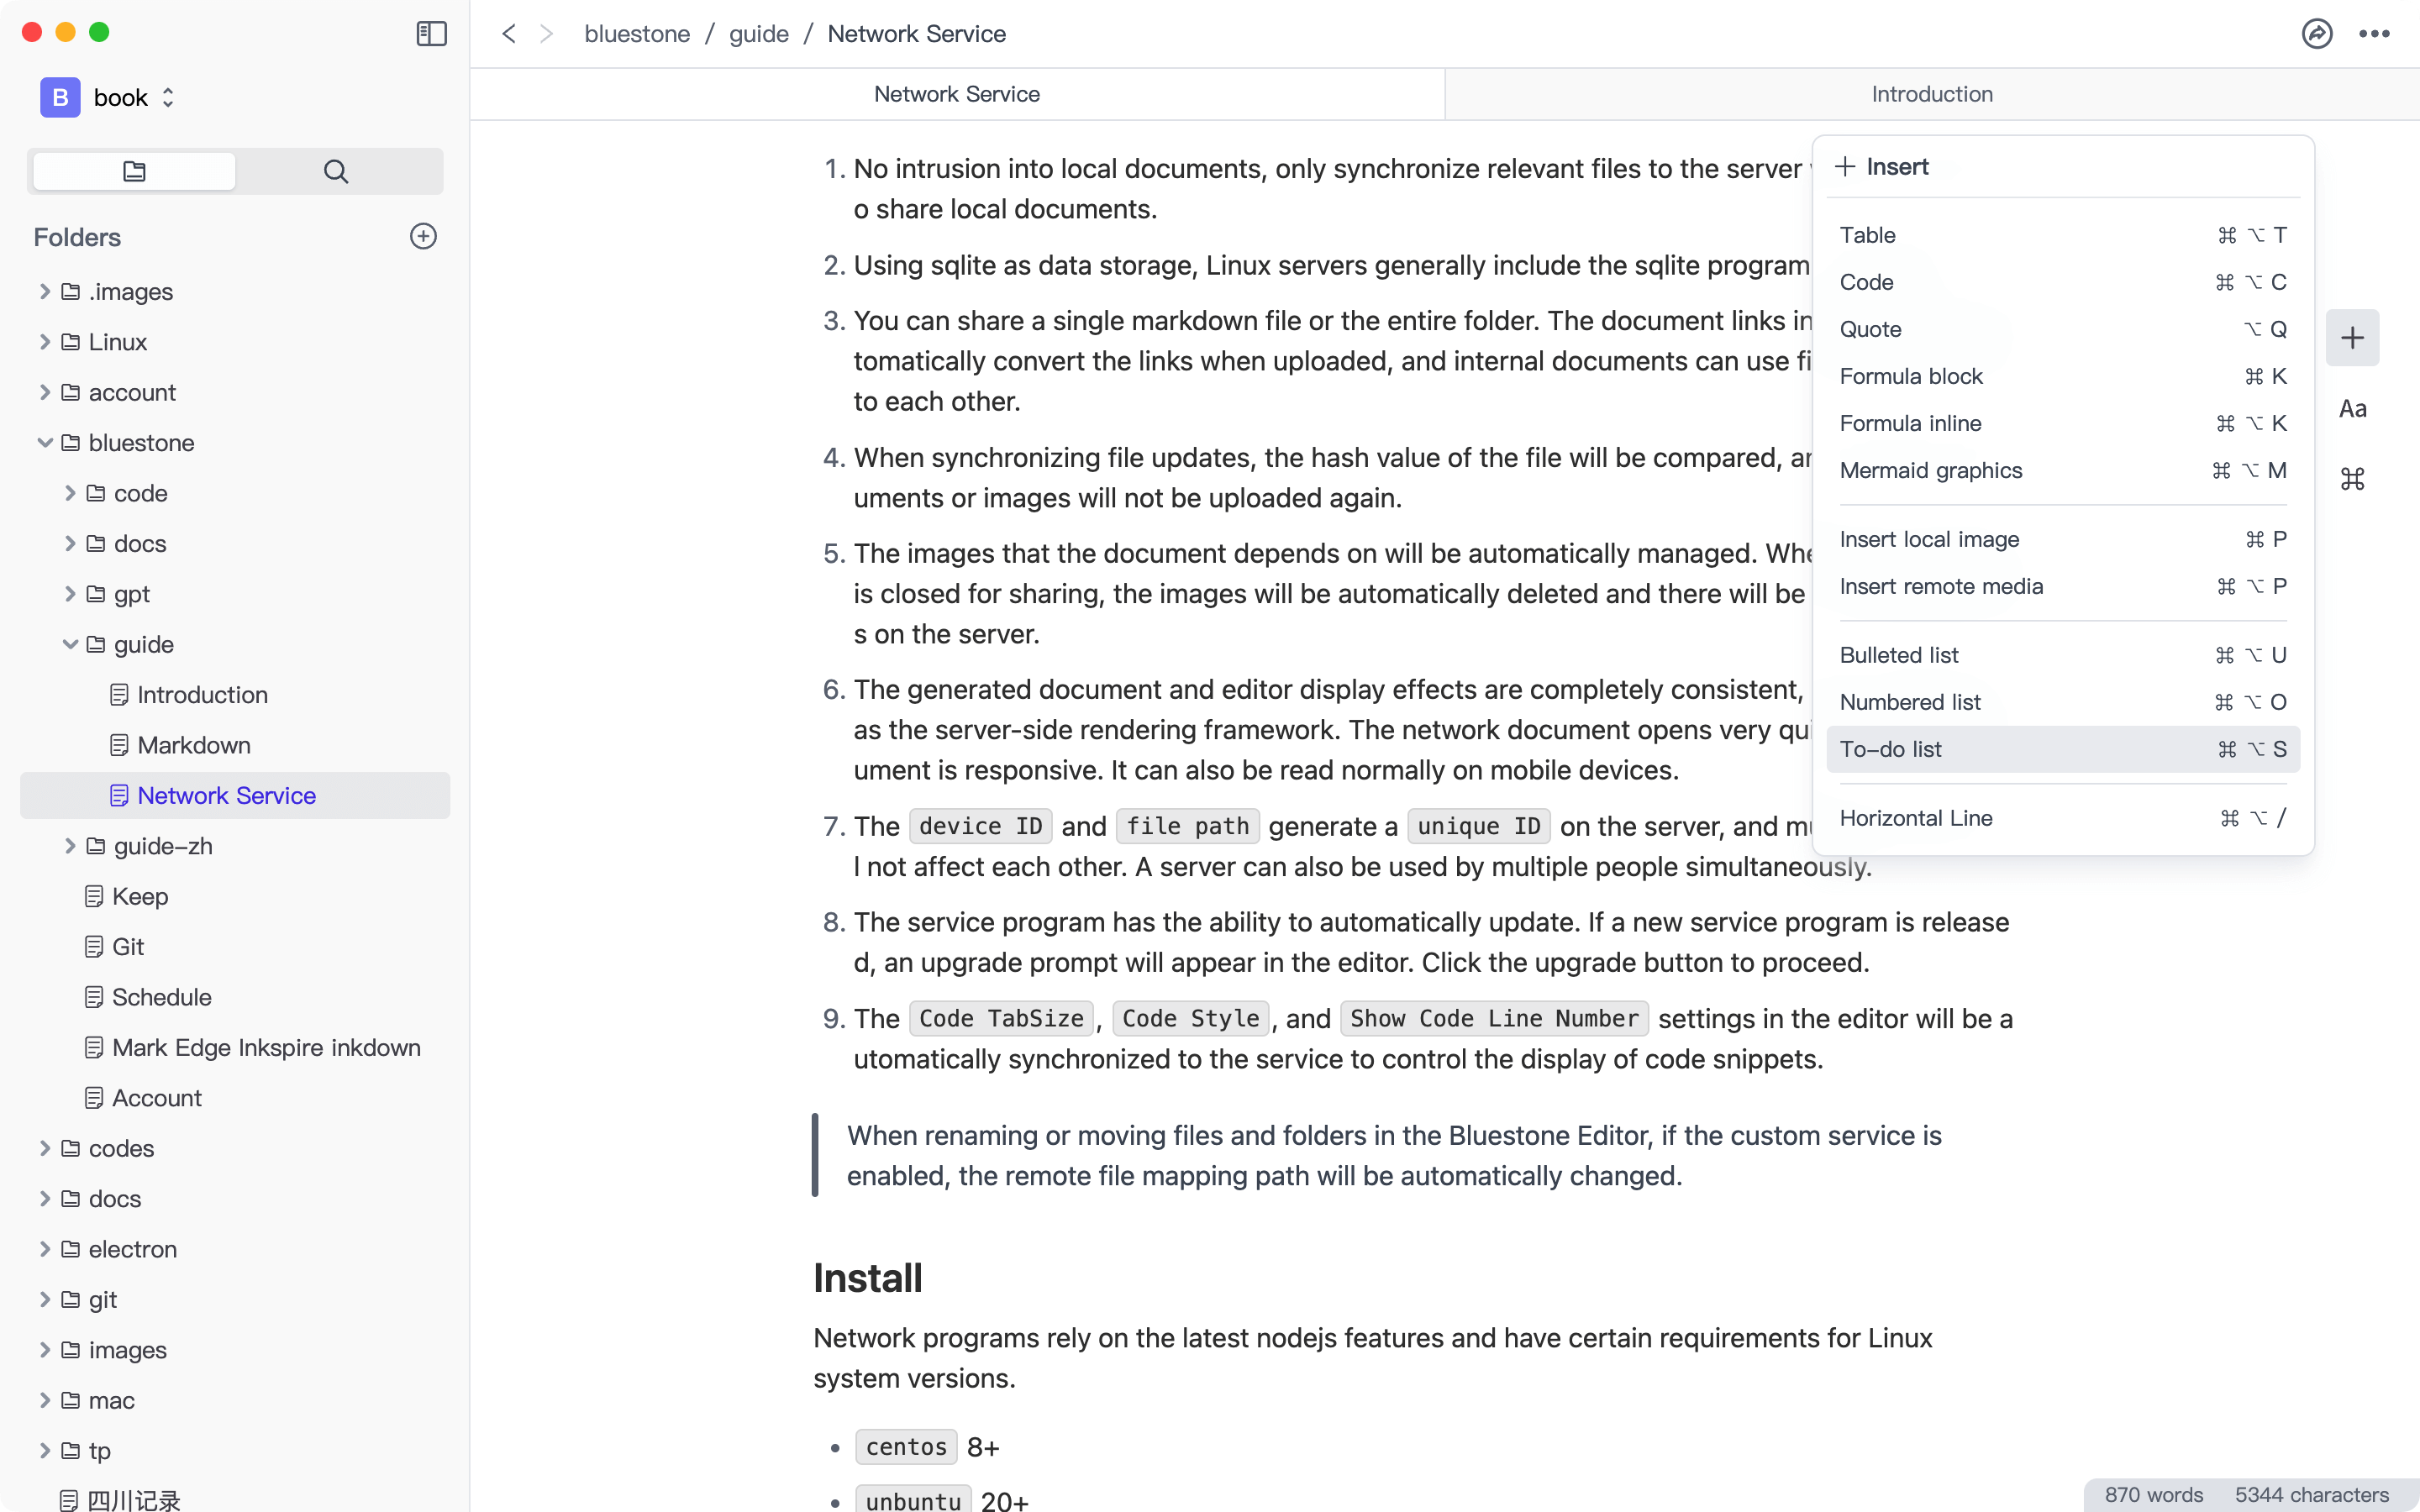 B book
Folders
.images
Linux
account
bluestone
code
docs
gpt
guide
Introduction
Markdown
Network Service
guide-zh
Keep
Git
Schedule
Mark Edge Inkspire inkdown
Account
codes
docs
electron
git
images
mac
tp
四川记录
bluestone / guide / Network Service
Network Service
Introduction
1. No intrusion into local documents, only synchronize relevant files to the server
o share local documents.
2. Using sqlite as data storage, Linux servers generally include the sqlite program
3. You can share a single markdown file or the entire folder. The document links in
tomatically convert the links when uploaded, and internal documents can use
to each other.
4. When synchronizing file updates, the hash value of the file will be compared,
uments or images will not be uploaded again.
5. The images that the document depends on will be automatically managed.
is closed for sharing, the images will be automatically deleted and there will be
s on the server.
6. The generated document and editor display effects are completely consistent,
as the server-side rendering framework. The network document opens very
ument is responsive. It can also be read normally on mobile devices.
7. The device ID and file path generate a unique ID on the server, and
l not affect each other. A server can also be used by multiple people simultaneously.
8. The service program has the ability to automatically update. If a new service program is release
d, an upgrade prompt will appear in the editor. Click the upgrade button to proceed.
9. The Code TabSize, Code Style, and Show Code Line Number settings in the editor will be a
utomatically synchronized to the service to control the display of code snippets.
When renaming or moving files and folders in the Bluestone Editor, if the custom service is
enabled, the remote file mapping path will be automatically changed.
Install
Network programs rely on the latest nodejs features and have certain requirements for Linux
system versions.
• centos 8+
• unbuntu 20+
+ Insert
Table ⌘ ⌥ T
Code ⌘ ⌥ C
Quote ⌥ Q
Formula block ⌘ K
Formula inline ⌘ ⌥ K
Mermaid graphics ⌘ ⌥ M
Insert local image ⌘ P
Insert remote media ⌘ ⌥ P
Bulleted list ⌘ ⌥ U
Numbered list ⌘ ⌥ O
To-do list ⌘ ⌥ S
Horizontal Line ⌘ ⌥ /
Aa
⌘
870 words 5344 characters